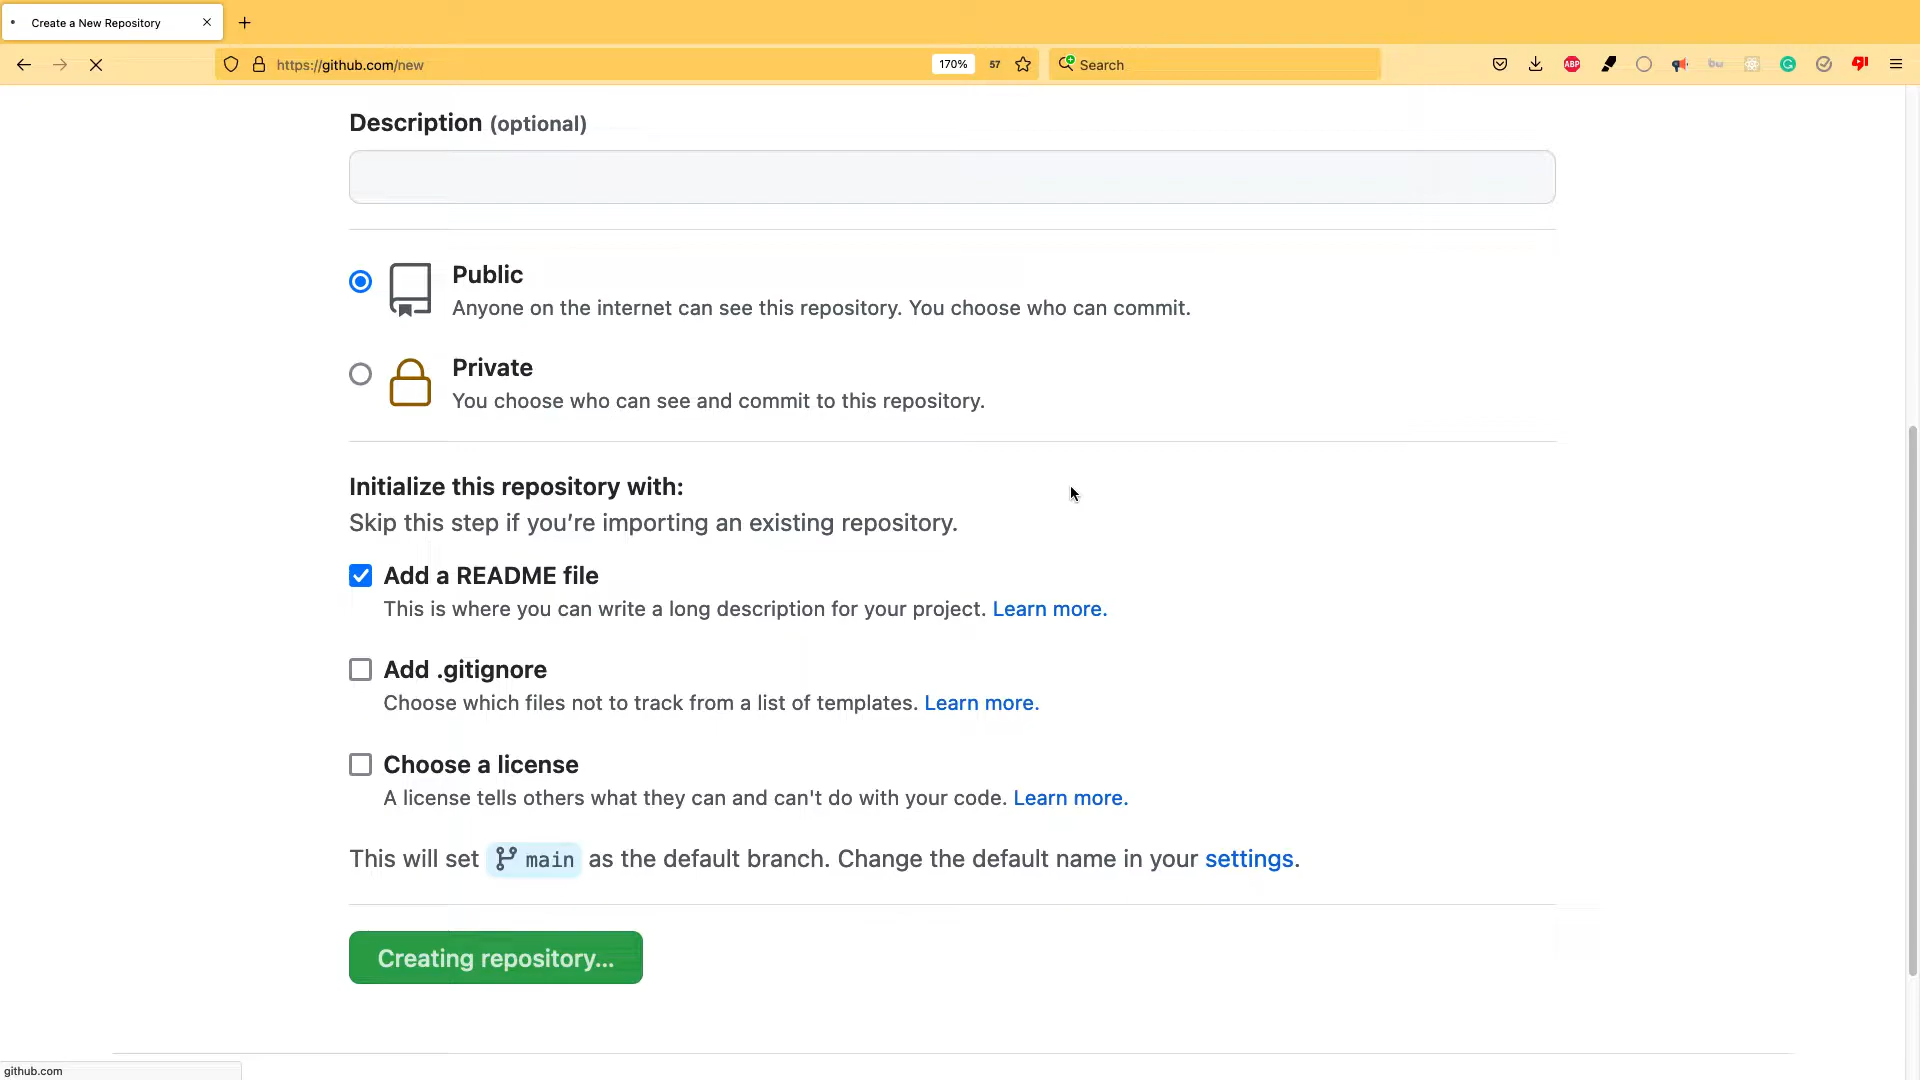 Create a New Repository
https://github.com/new
170%
57
Search
ABP
Description (optional)
Public
Anyone on the internet can see this repository. You choose who can commit.
Private
You choose who can see and commit to this repository.
Initialize this repository with:
Skip this step if you’re importing an existing repository.
Add a README file
This is where you can write a long description for your project. Learn more.
Add .gitignore
Choose which files not to track from a list of templates. Learn more.
Choose a license
A license tells others what they can and can't do with your code. Learn more.
This will set main as the default branch. Change the default name in your settings.
Creating repository...
github.com